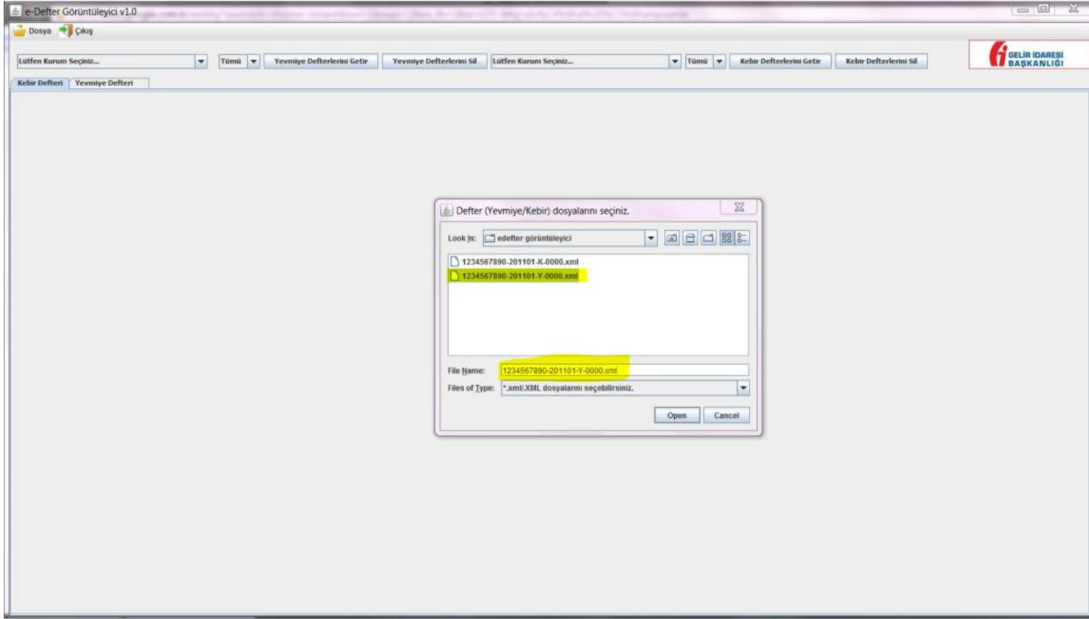 e-Defter Görüntüleyici v1.0
Dosya Çıkış
Lütfen Kurum Seçiniz... Tümü Yevmiye Defterlerini Getir Yevmiye Defterlerini Sil Lütfen Kurum Seçiniz... Tümü Kebir Defterlerini Getir Kebir Defterlerini Sil
GELİR İDARESİ
BAŞKANLIĞI
Kebir Defteri Yevmiye Defteri
Defter (Yevmiye/Kebir) dosyalarını seçiniz.
Look In: edefter görüntüleyici
1234567890-201101-K-0000.xml
1234567890-201101-Y-0000.xml
File Name: 1234567890-201101-Y-0000.xml
Files of Type: *.xml/.XML dosyalarını seçebilirsiniz.
Open Cancel